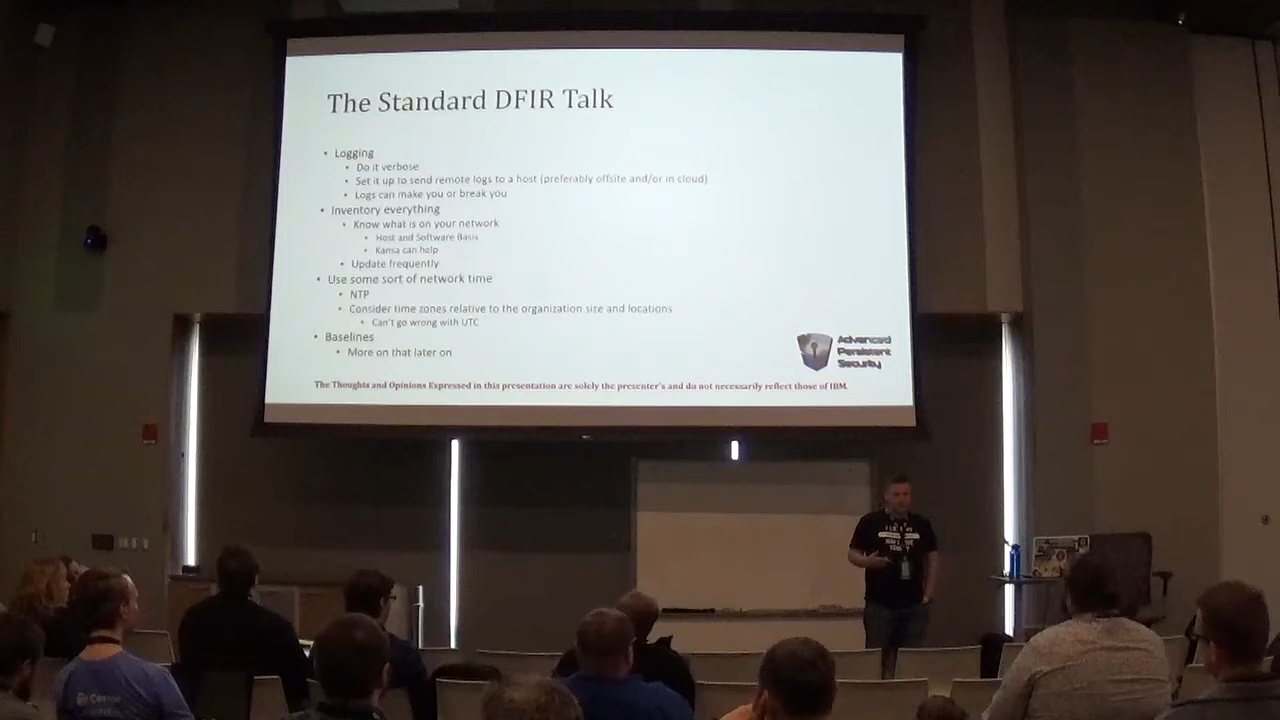 The Standard DFIR Talk
• Logging
• Do it verbose
• Set it up to send remote logs to a host (preferably offsite and/or in cloud)
• Logs can make you or break you
• Inventory everything
• Know what is on your network
• Host and Software Basis
• Kansa can help
• Update frequently
• Use some sort of network time
• NTP
• Consider time zones relative to the organization size and locations
• Can't go wrong with UTC
• Baselines
• More on that later on
Advanced
Persistent
Security
The Thoughts and Opinions Expressed in this presentation are solely the presenter's and do not necessarily reflect those of IBM.